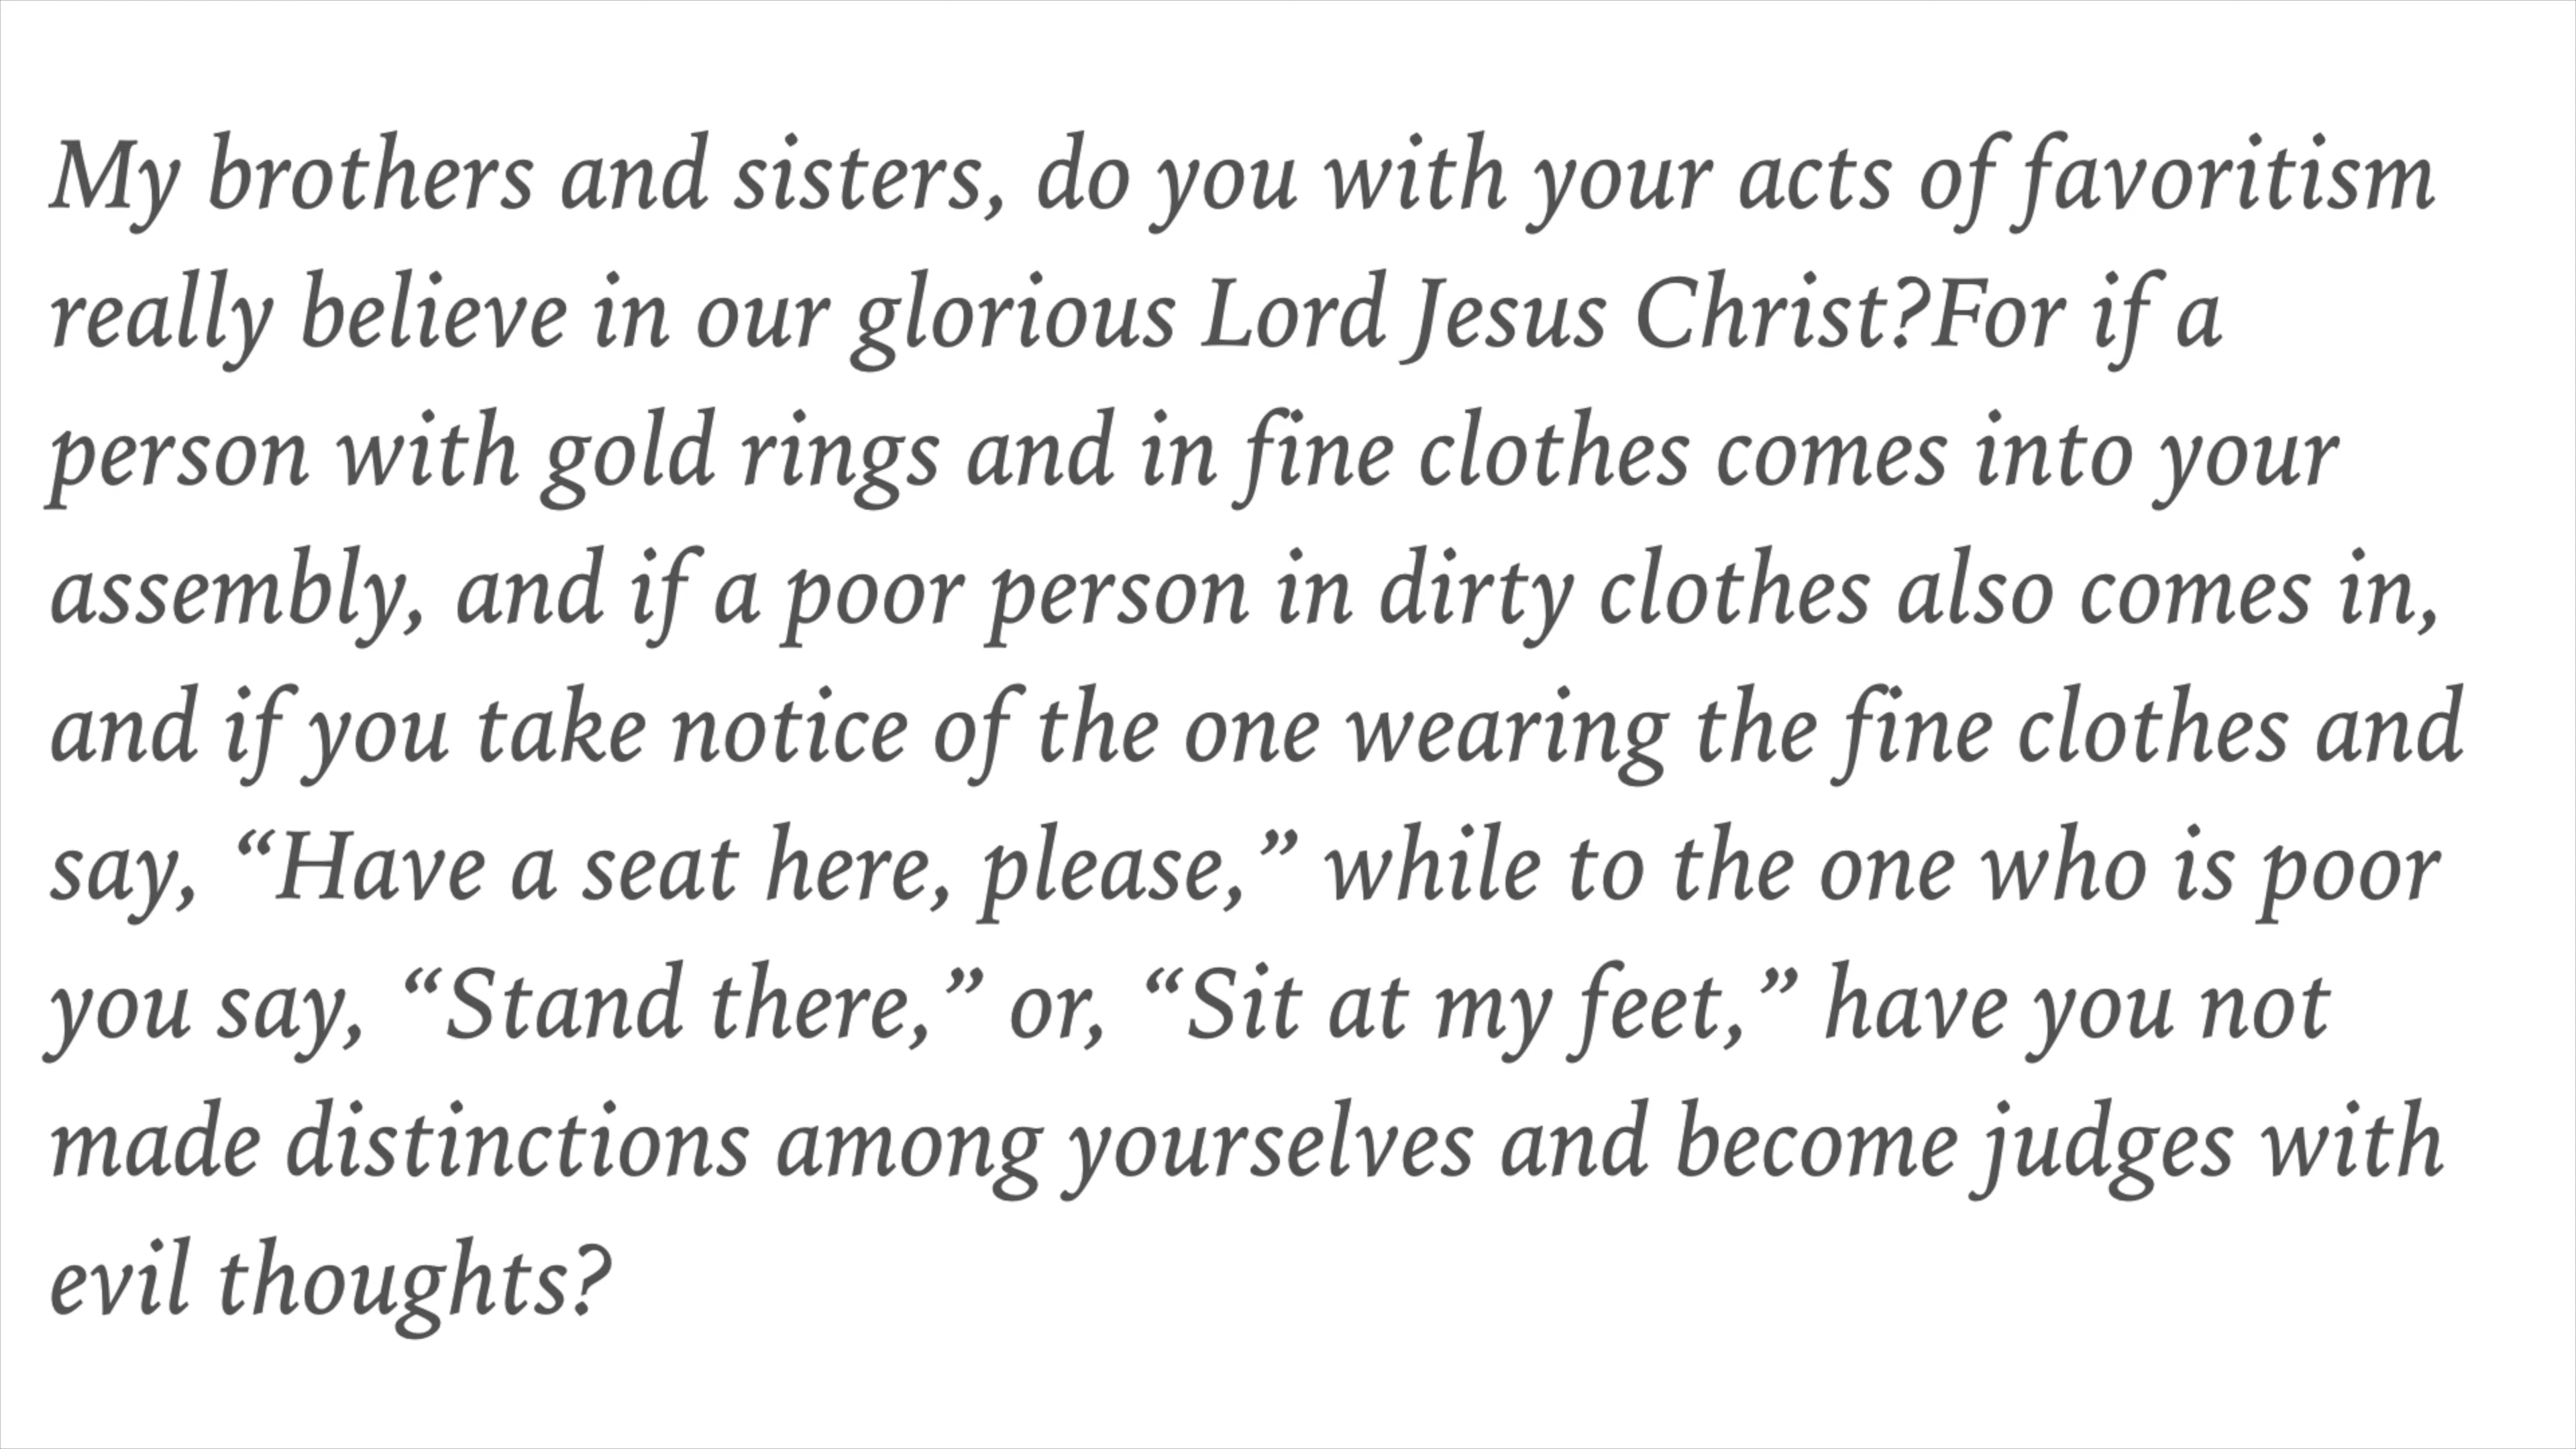 My brothers and sisters, do you with your acts of favoritism
really believe in our glorious Lord Jesus Christ?For if a
person with gold rings and in fine clothes comes into your
assembly, and if a poor person in dirty clothes also comes in,
and if you take notice of the one wearing the fine clothes and
say, “Have a seat here, please,” while to the one who is poor
you say, “Stand there,” or, “Sit at my feet,” have you not
made distinctions among yourselves and become judges with
evil thoughts?